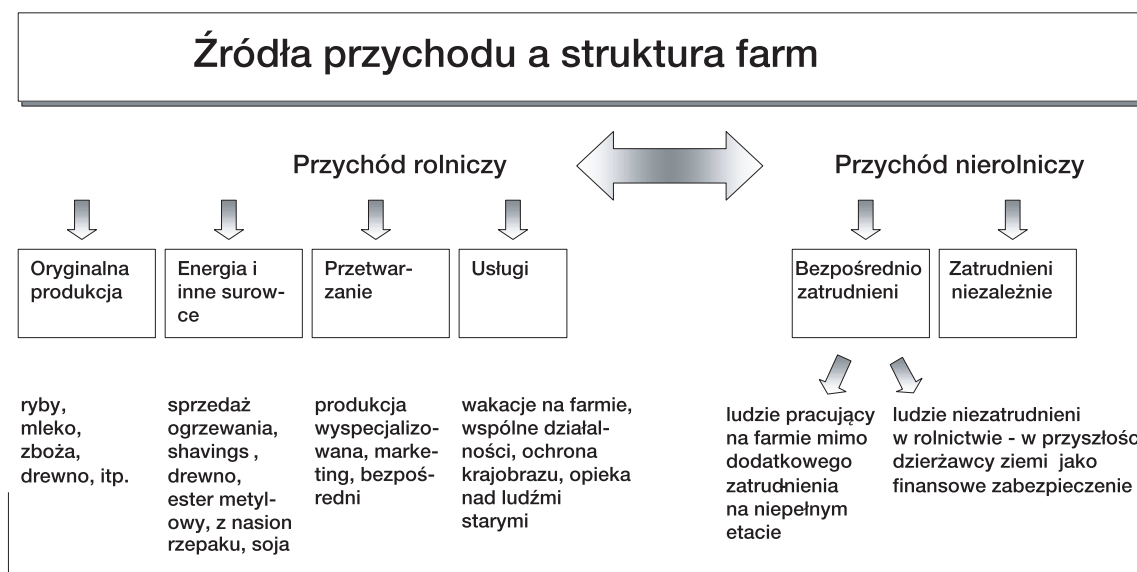 Źródła przychodu a struktura farm
Przychód rolniczy
Przychód nierolniczy
Oryginalna
produkcja
Energia i
inne surow-
ce
Przetwar-
zanie
Usługi
Bezpośrednio
zatrudnieni
Zatrudnieni
niezależnie
ryby,
mleko,
zboża,
drewno, itp.
sprzedaż
ogrzewania,
shavings ,
drewno,
ester metyl-
owy, z nasion
rzepaku, soja
produkcja
wyspecjalizo-
wana, marke-
ting, bezpoś-
redni
wakacje na farmie,
wspólne działal-
ności, ochrona
krajobrazu, opieka
nad ludźmi
starymi
ludzie pracujący
na farmie mimo
dodatkowego
zatrudnienia
na niepełnym
etacie
ludzie niezatrudnieni
w rolnictwie - w przyszłości
dzierżawcy ziemi jako
finansowe zabezpieczenie